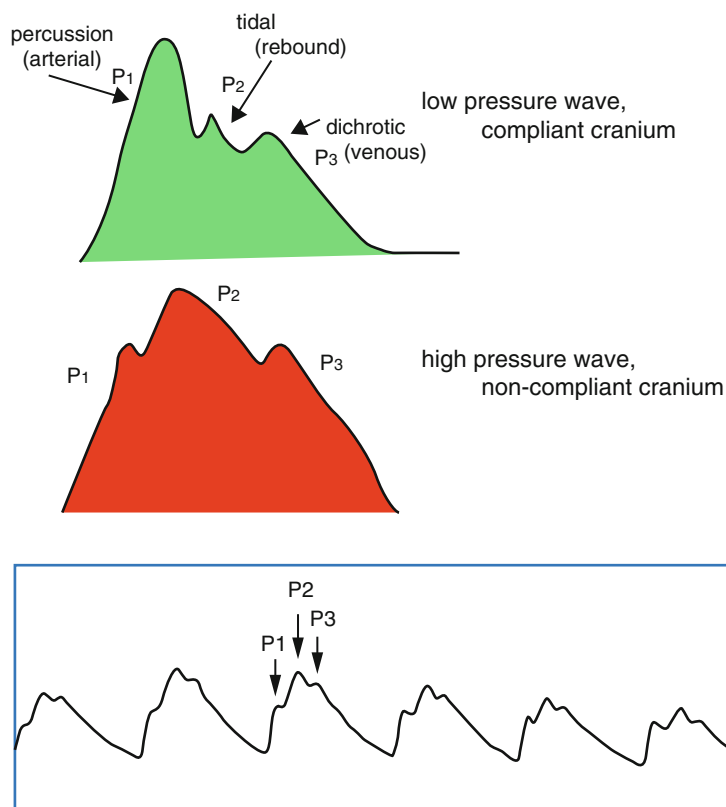 percussion
(arterial)
P1
tidal
(rebound)
P2
dichrotic
(venous)
P3
low pressure wave,
compliant cranium
P2
P1
P3
high pressure wave,
non-compliant cranium
P2
P3
P1